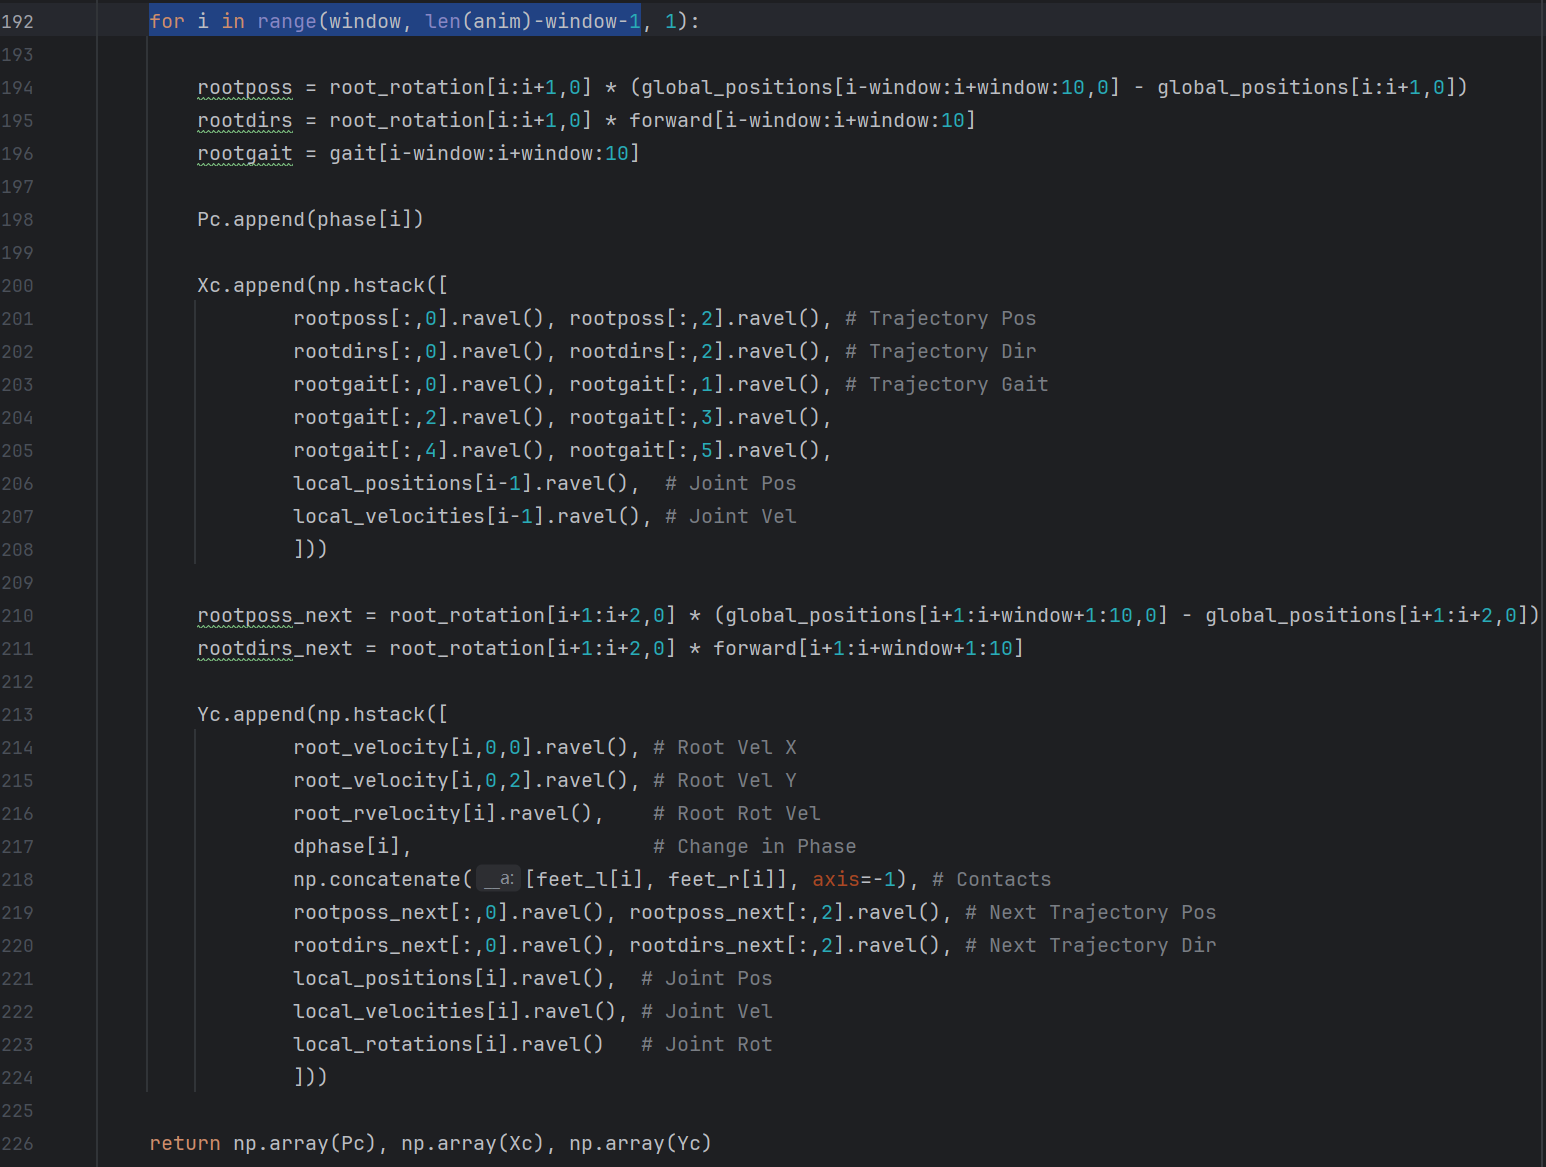 192 for i in range(window, len(anim)-window-1, 1):
193
194 rootposs = root_rotation[i:i+1,0] * (global_positions[i-window:i+window:10,0] - global_positions[i:i+1,0])
195 rootdirs = root_rotation[i:i+1,0] * forward[i-window:i+window:10]
196 rootgait = gait[i-window:i+window:10]
197
198 Pc.append(phase[i])
199
200 Xc.append(np.hstack([
201 rootposs[:,0].ravel(), rootposs[:,2].ravel(), # Trajectory Pos
202 rootdirs[:,0].ravel(), rootdirs[:,2].ravel(), # Trajectory Dir
203 rootgait[:,0].ravel(), rootgait[:,1].ravel(), # Trajectory Gait
204 rootgait[:,2].ravel(), rootgait[:,3].ravel(),
205 rootgait[:,4].ravel(), rootgait[:,5].ravel(),
206 local_positions[i-1].ravel(), # Joint Pos
207 local_velocities[i-1].ravel(), # Joint Vel
208 ]))
209
210 rootposs_next = root_rotation[i+1:i+2,0] * (global_positions[i+1:i+window+1:10,0] - global_positions[i+1:i+2,0])
211 rootdirs_next = root_rotation[i+1:i+2,0] * forward[i+1:i+window+1:10]
212
213 Yc.append(np.hstack([
214 root_velocity[i,0,0].ravel(), # Root Vel X
215 root_velocity[i,0,2].ravel(), # Root Vel Y
216 root_rvelocity[i].ravel(), # Root Rot Vel
217 dphase[i], # Change in Phase
218 np.concatenate( __a: [feet_l[i], feet_r[i]], axis=-1), # Contacts
219 rootposs_next[:,0].ravel(), rootposs_next[:,2].ravel(), # Next Trajectory Pos
220 rootdirs_next[:,0].ravel(), rootdirs_next[:,2].ravel(), # Next Trajectory Dir
221 local_positions[i].ravel(), # Joint Pos
222 local_velocities[i].ravel(), # Joint Vel
223 local_rotations[i].ravel() # Joint Rot
224 ]))
225
226 return np.array(Pc), np.array(Xc), np.array(Yc)